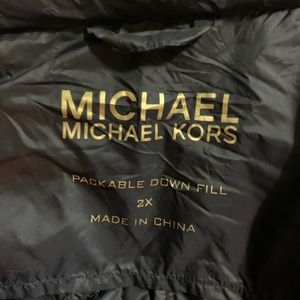 MICHAEL
MICHAEL KORS
PACKABLE DOWN FILL
2X
MADE IN CHINA